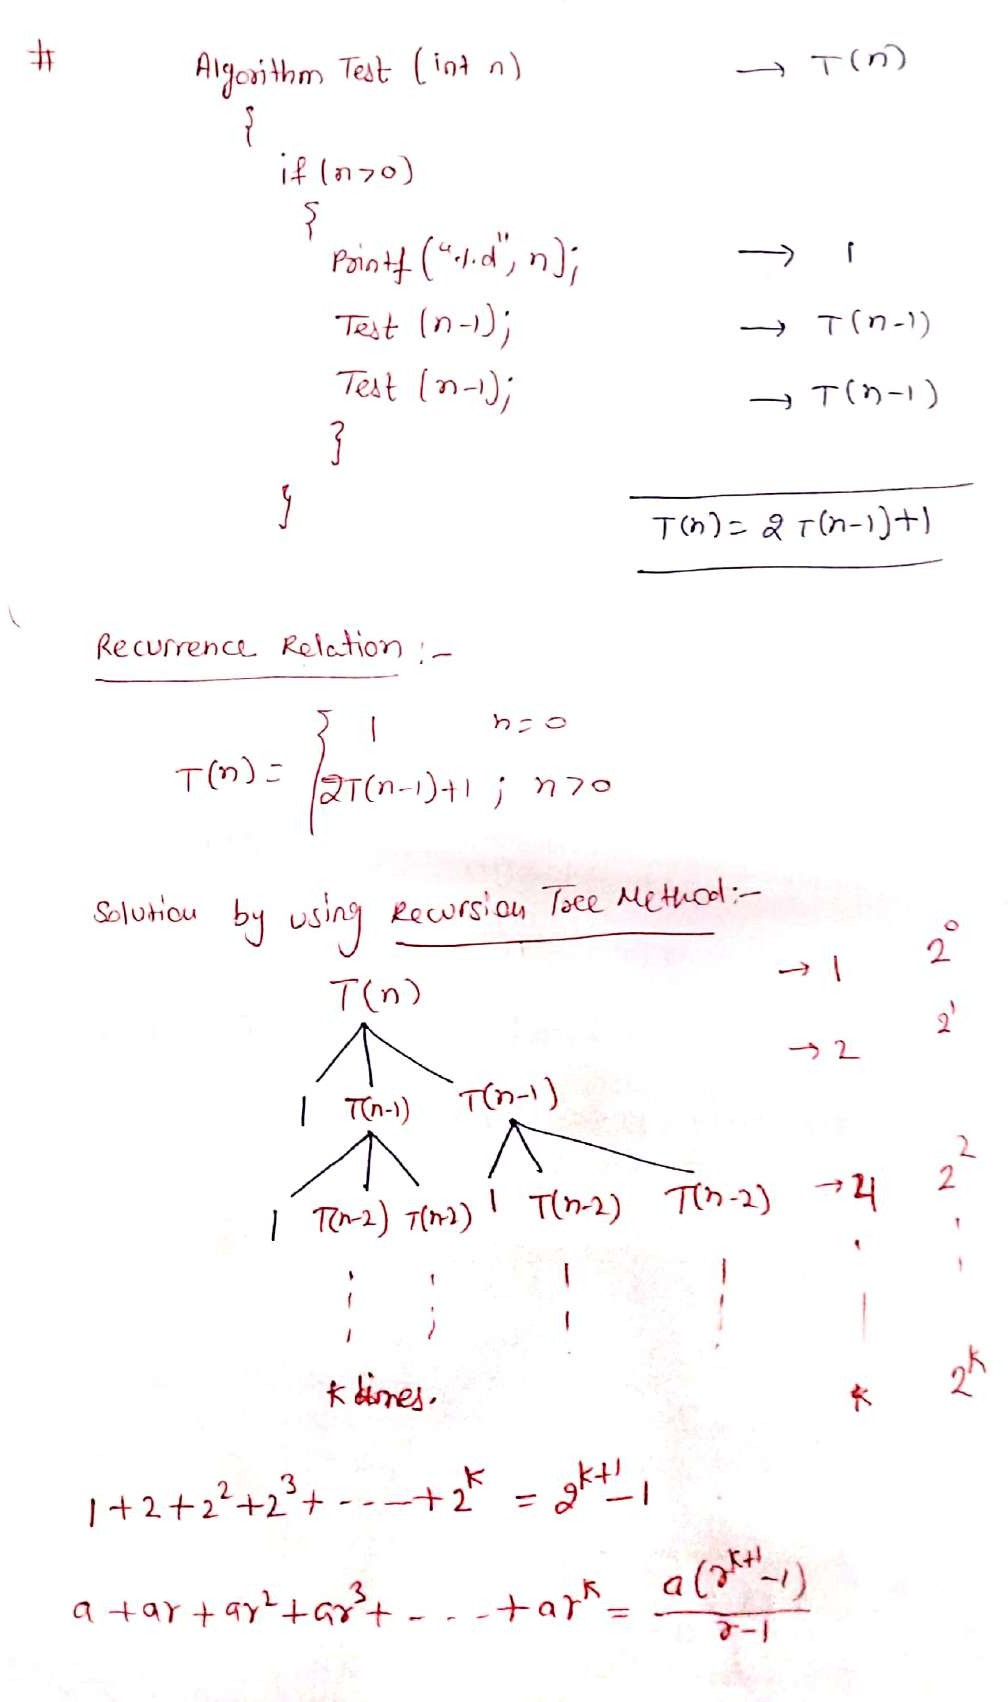 # Algorithm Test (int n) → T(n)
{
if (n>0)
{
Printf ("%d", n); → 1
Test (n-1); → T(n-1)
Test (n-1); → T(n-1)
}
}
T(n) = 2 T(n-1)+1
Recurrence Relation :-
1 n=0
T(n) = { 2T(n-1)+1 ; n>0
Solution by using Recursion Tree Method:-
T(n) → 1 2⁰
1 T(n-1) T(n-1) → 2 2¹
1 T(n-2) T(n-2) 1 T(n-2) T(n-2) → 4 2²
k times. k 2ᵏ
1+2+2²+2³+ - - - - +2ᵏ = 2ᵏ⁺¹-1
a + ar + ar² + ar³ + - - - + arᵏ = a(rᵏ⁺¹-1)
r-1